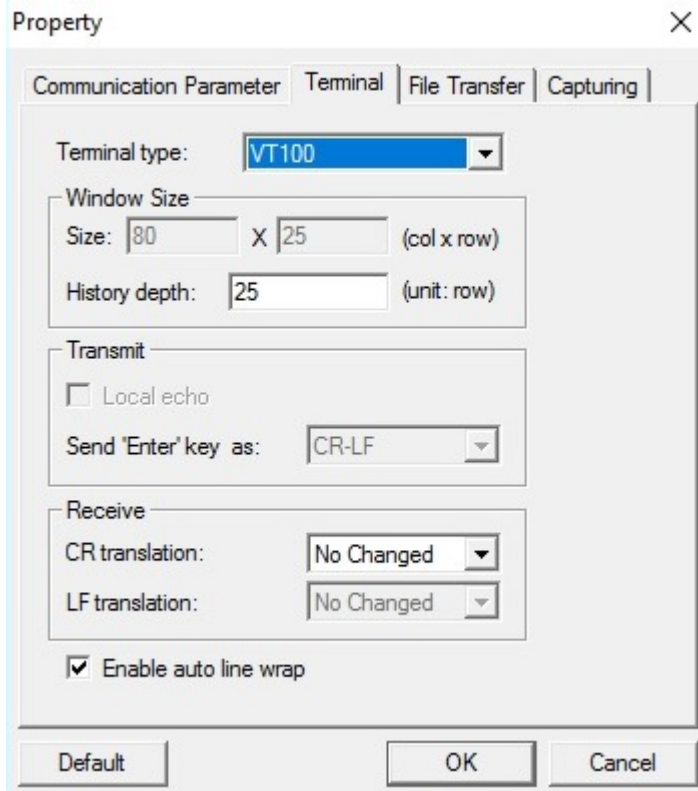 Property
Communication Parameter Terminal File Transfer Capturing
Terminal type: VT100
Window Size
Size: 80 X 25 (col x row)
History depth: 25 (unit: row)
Transmit
Local echo
Send 'Enter' key as: CR-LF
Receive
CR translation: No Changed
LF translation: No Changed
Enable auto line wrap
Default OK Cancel